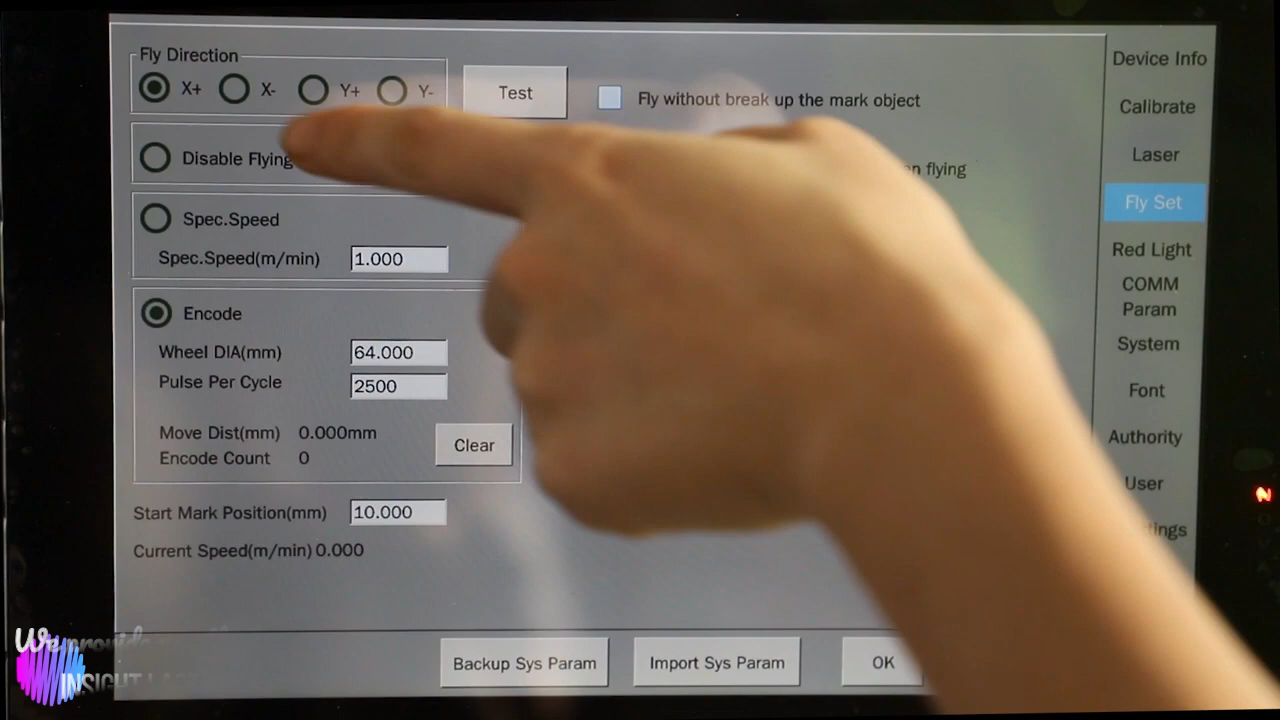 Fly Direction
X+ X- Y+ Y-
Test
Fly without break up the mark object
Disable Flying
flying
Spec.Speed
Spec.Speed(m/min) 1.000
Encode
Wheel DIA(mm) 64.000
Pulse Per Cycle 2500
Move Dist(mm) 0.000mm
Encode Count 0
Clear
Start Mark Position(mm) 10.000
Current Speed(m/min) 0.000
Backup Sys Param
Import Sys Param
OK
Device Info
Calibrate
Laser
Fly Set
Red Light
COMM
Param
System
Font
Authority
User
We provide
INSIGHT